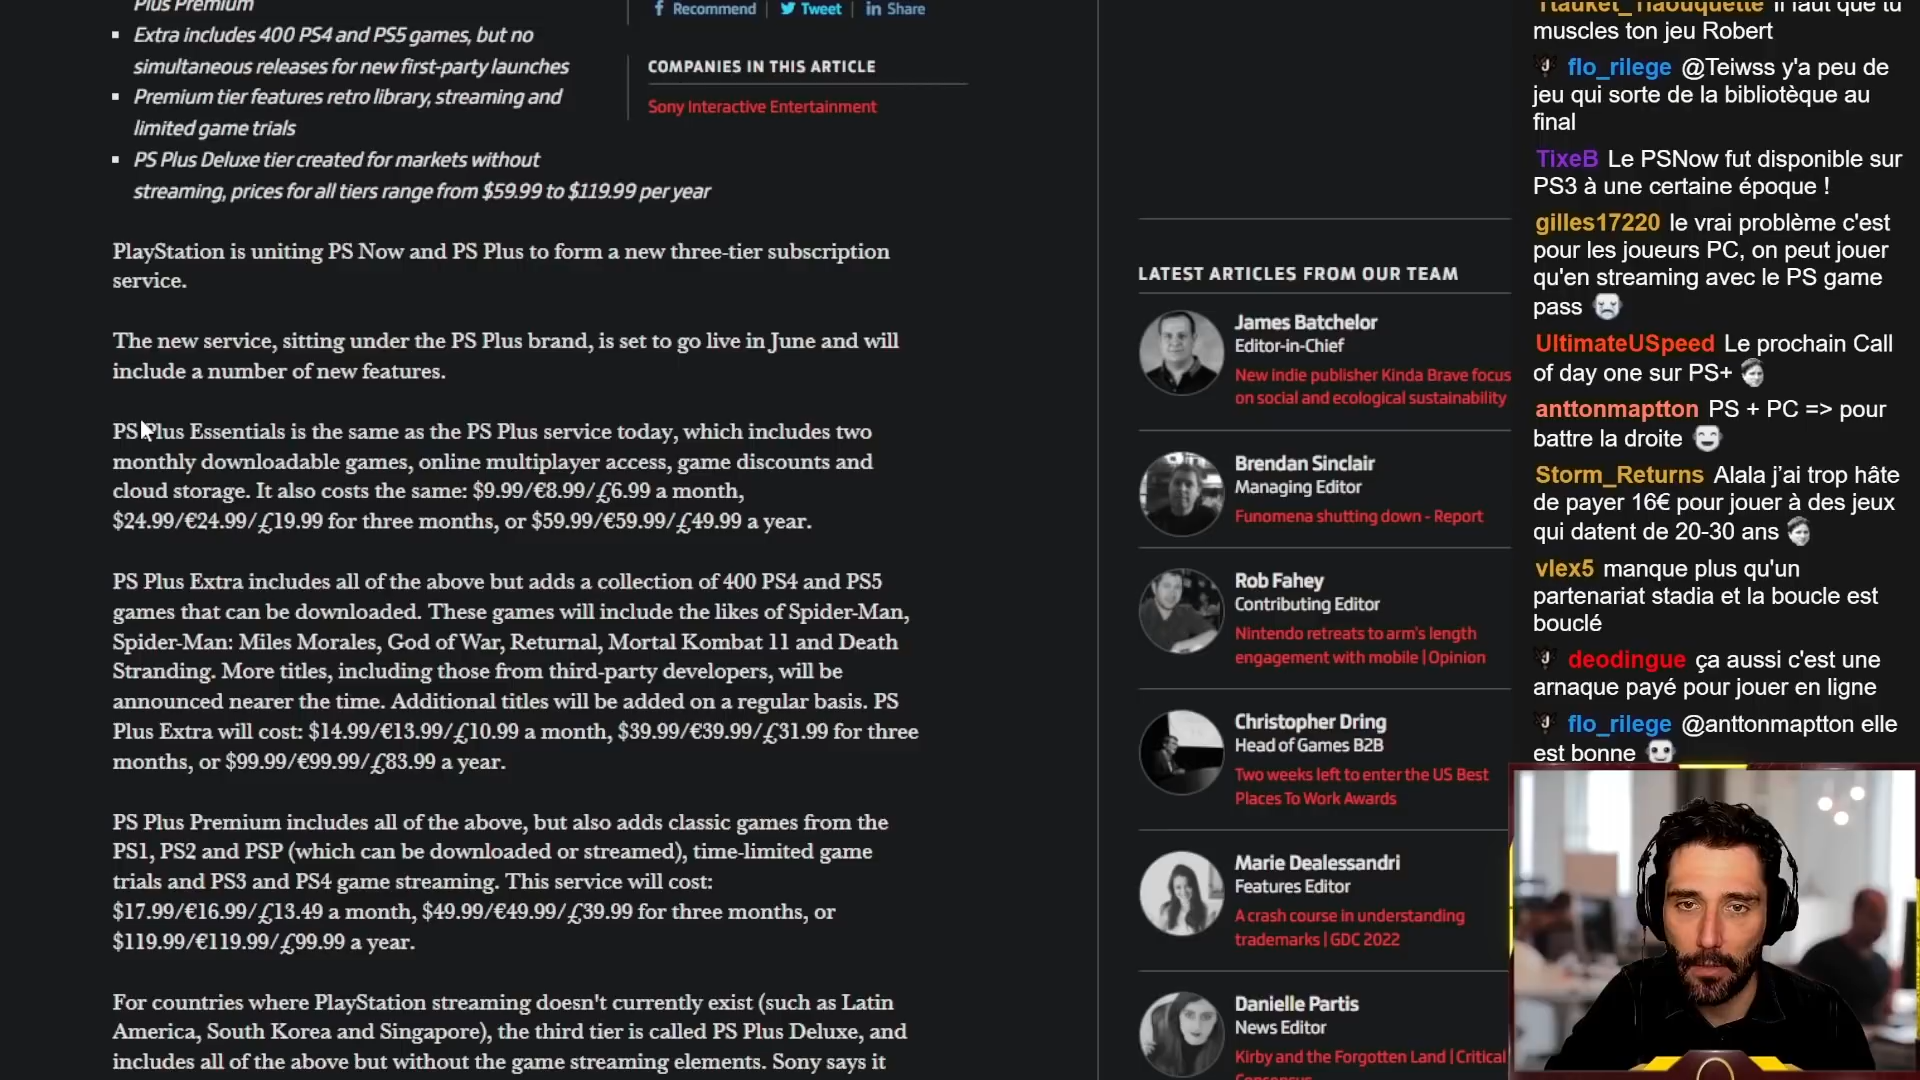 Plus Premium
Extra includes 400 PS4 and PS5 games, but no
simultaneous releases for new first-party launches
Premium tier features retro library, streaming and
limited game trials
PS Plus Deluxe tier created for markets without
streaming, prices for all tiers range from $59.99 to $119.99 per year
PlayStation is uniting PS Now and PS Plus to form a new three-tier subscription
service.
The new service, sitting under the PS Plus brand, is set to go live in June and will
include a number of new features.
PS Plus Essentials is the same as the PS Plus service today, which includes two
monthly downloadable games, online multiplayer access, game discounts and
cloud storage. It also costs the same: $9.99/€8.99/£6.99 a month,
$24.99/€24.99/£19.99 for three months, or $59.99/€59.99/£49.99 a year.
PS Plus Extra includes all of the above but adds a collection of 400 PS4 and PS5
games that can be downloaded. These games will include the likes of Spider-Man,
Spider-Man: Miles Morales, God of War, Returnal, Mortal Kombat 11 and Death
Stranding. More titles, including those from third-party developers, will be
announced nearer the time. Additional titles will be added on a regular basis. PS
Plus Extra will cost: $14.99/€13.99/£10.99 a month, $39.99/€39.99/£31.99 for three
months, or $99.99/€99.99/£83.99 a year.
PS Plus Premium includes all of the above, but also adds classic games from the
PS1, PS2 and PSP (which can be downloaded or streamed), time-limited game
trials and PS3 and PS4 game streaming. This service will cost:
$17.99/€16.99/£13.49 a month, $49.99/€49.99/£39.99 for three months, or
$119.99/€119.99/£99.99 a year.
For countries where PlayStation streaming doesn't currently exist (such as Latin
America, South Korea and Singapore), the third tier is called PS Plus Deluxe, and
includes all of the above but without the game streaming elements. Sony says it
Recommend
Tweet
Share
COMPANIES IN THIS ARTICLE
Sony Interactive Entertainment
LATEST ARTICLES FROM OUR TEAM
James Batchelor
Editor-in-Chief
New indie publisher Kinda Brave focus
on social and ecological sustainability
Brendan Sinclair
Managing Editor
Funomena shutting down - Report
Rob Fahey
Contributing Editor
Nintendo retreats to arm's length
engagement with mobile | Opinion
Christopher Dring
Head of Games B2B
Two weeks left to enter the US Best
Places To Work Awards
Marie Dealessandri
Features Editor
A crash course in understanding
trademarks | GDC 2022
Danielle Partis
News Editor
Kirby and the Forgotten Land | Critical
il faut que tu
muscles ton jeu Robert
flo_rilege @Teiwss y'a peu de
jeu qui sorte de la bibliotèque au
final
TixeB Le PSNow fut disponible sur
PS3 à une certaine époque !
gilles17220 le vrai problème c'est
pour les joueurs PC, on peut jouer
qu'en streaming avec le PS game
pass
UltimateUSpeed Le prochain Call
of day one sur PS+
anttonmaptton PS + PC => pour
battre la droite
Storm_Returns Alala j’ai trop hâte
de payer 16€ pour jouer à des jeux
qui datent de 20-30 ans
vlex5 manque plus qu'un
partenariat stadia et la boucle est
bouclé
deodingue ça aussi c'est une
arnaque payé pour jouer en ligne
flo_rilege @anttonmaptton elle
est bonne